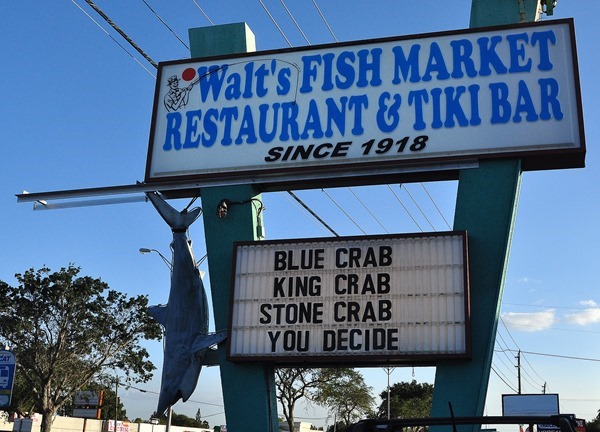 Walt's FISH MARKET
RESTAURANT & TIKI BAR
SINCE 1918
BLUE CRAB
KING CRAB
STONE CRAB
YOU DECIDE